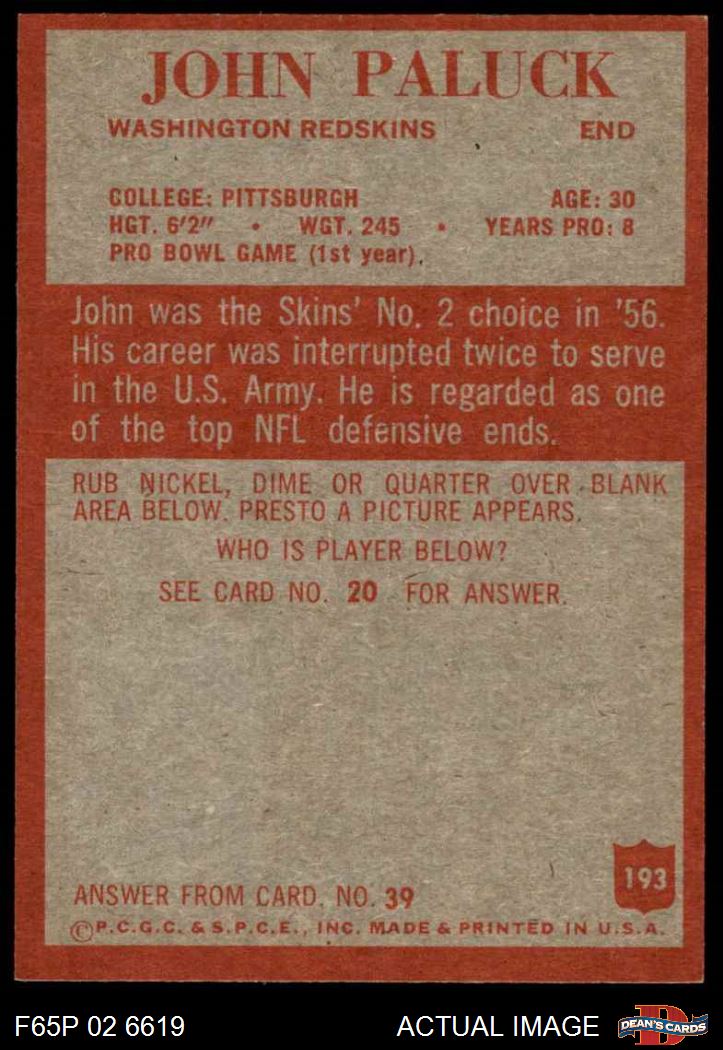 JOHN PALUCK
WASHINGTON REDSKINS END
COLLEGE: PITTSBURGH AGE: 30
HGT. 6'2" • WGT. 245 • YEARS PRO: 8
PRO BOWL GAME (1st year).
John was the Skins' No. 2 choice in '56.
His career was interrupted twice to serve
in the U.S. Army. He is regarded as one
of the top NFL defensive ends.
RUB NICKEL, DIME OR QUARTER OVER BLANK
AREA BELOW. PRESTO A PICTURE APPEARS.
WHO IS PLAYER BELOW?
SEE CARD NO. 20 FOR ANSWER.
193
ANSWER FROM CARD. NO. 39
©P.C.G.C. & S.P.C.E., INC. MADE & PRINTED IN U.S.A.
F65P 02 6619 ACTUAL IMAGE D DEAN'S CARDS